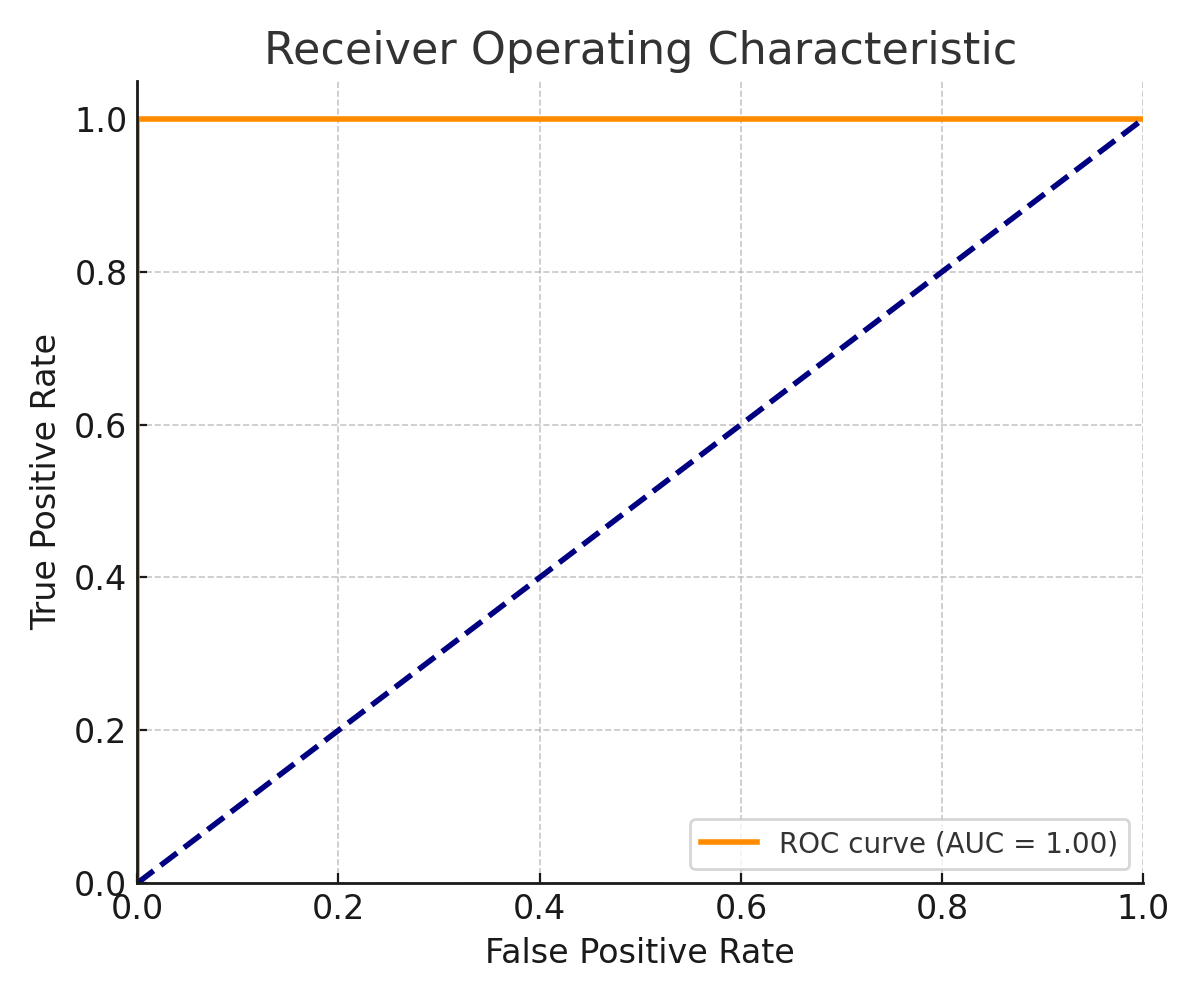 Receiver Operating Characteristic
1.0
0.8
0.6
0.4
0.2
0.0
True Positive Rate
ROC curve (AUC = 1.00)
0.0 0.2 0.4 0.6 0.8 1.0
False Positive Rate